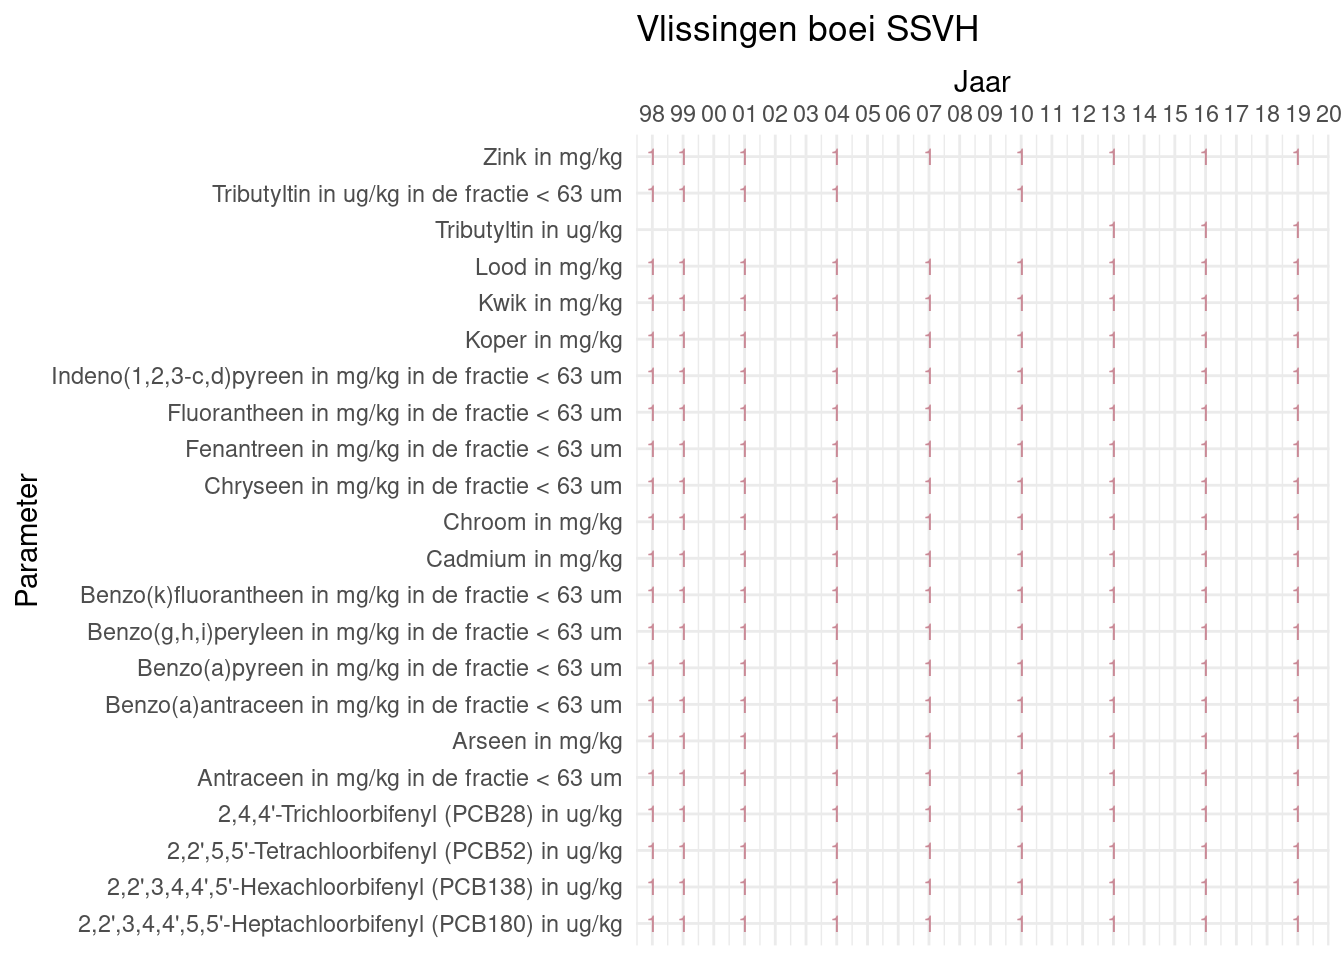 Vlissingen boei SSVH
Jaar
98 99 00 01 02 03 04 05 06 07 08 09 10 11 12 13 14 15 16 17 18 19 20
Zink in mg/kg 1 1 1 1 1 1 1 1 1
Tributyltin in ug/kg in de fractie < 63 um 1 1 1 1 1
Tributyltin in ug/kg 1 1 1
Lood in mg/kg 1 1 1 1 1 1 1 1 1
Kwik in mg/kg 1 1 1 1 1 1 1 1 1
Koper in mg/kg 1 1 1 1 1 1 1 1 1
Indeno(1,2,3-c,d)pyreen in mg/kg in de fractie < 63 um 1 1 1 1 1 1 1 1 1
Fluorantheen in mg/kg in de fractie < 63 um 1 1 1 1 1 1 1 1 1
Fenantreen in mg/kg in de fractie < 63 um 1 1 1 1 1 1 1 1 1
Chryseen in mg/kg in de fractie < 63 um 1 1 1 1 1 1 1 1 1
Chroom in mg/kg 1 1 1 1 1 1 1 1 1
Cadmium in mg/kg 1 1 1 1 1 1 1 1 1
Benzo(k)fluorantheen in mg/kg in de fractie < 63 um 1 1 1 1 1 1 1 1 1
Benzo(g,h,i)peryleen in mg/kg in de fractie < 63 um 1 1 1 1 1 1 1 1 1
Benzo(a)pyreen in mg/kg in de fractie < 63 um 1 1 1 1 1 1 1 1 1
Benzo(a)antraceen in mg/kg in de fractie < 63 um 1 1 1 1 1 1 1 1 1
Arseen in mg/kg 1 1 1 1 1 1 1 1 1
Antraceen in mg/kg in de fractie < 63 um 1 1 1 1 1 1 1 1 1
2,4,4'-Trichloorbifenyl (PCB28) in ug/kg 1 1 1 1 1 1 1 1 1
2,2',5,5'-Tetrachloorbifenyl (PCB52) in ug/kg 1 1 1 1 1 1 1 1 1
2,2',3,4,4',5'-Hexachloorbifenyl (PCB138) in ug/kg 1 1 1 1 1 1 1 1 1
2,2',3,4,4',5,5'-Heptachloorbifenyl (PCB180) in ug/kg 1 1 1 1 1 1 1 1 1
Parameter